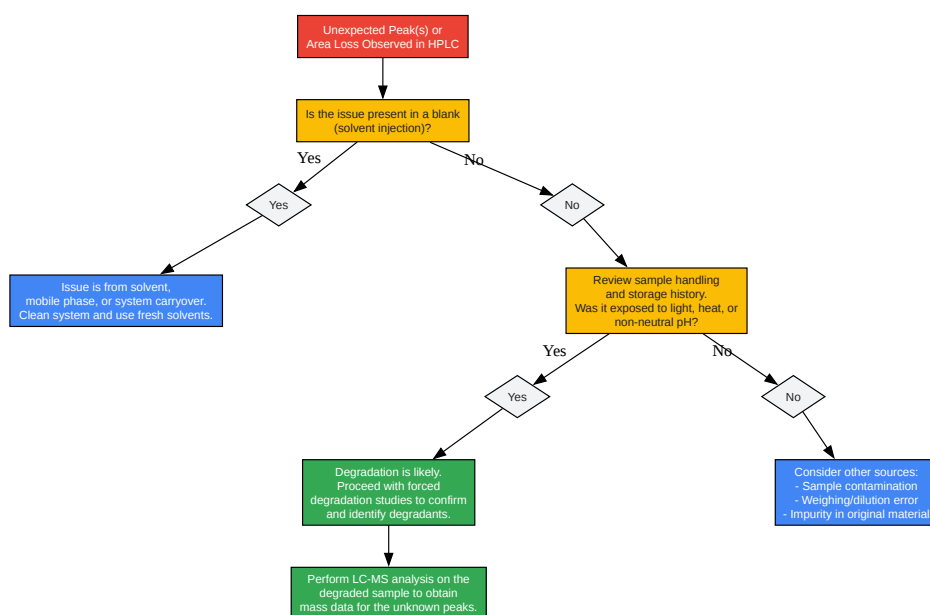 Unexpected Peak(s) or
Area Loss Observed in HPLC
Is the issue present in a blank
(solvent injection)?
Yes
No
Yes
No
Issue is from solvent,
mobile phase, or system carryover.
Clean system and use fresh solvents.
Review sample handling
and storage history.
Was it exposed to light, heat, or
non-neutral pH?
Yes
No
Yes
No
Degradation is likely.
Proceed with forced
degradation studies to confirm
and identify degradants.
Consider other sources:
- Sample contamination
- Weighing/dilution error
- Impurity in original material
Perform LC-MS analysis on the
degraded sample to obtain
mass data for the unknown peaks.